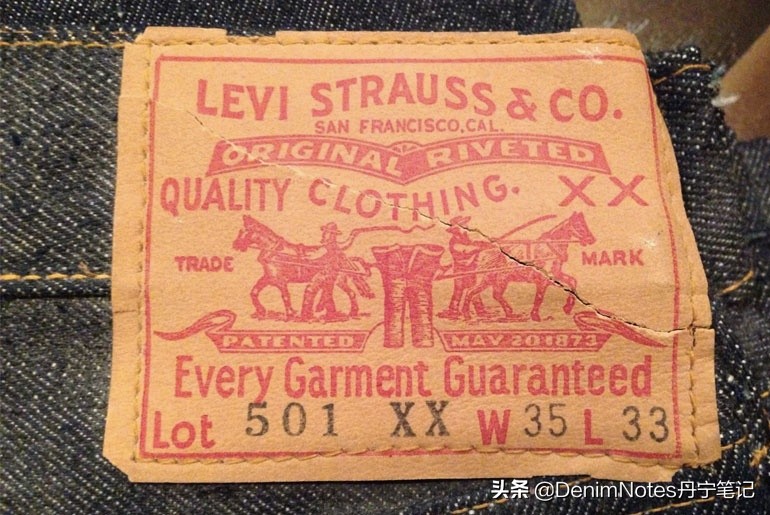 LEVI STRAUSS & CO.
SAN FRANCISCO, CAL.
ORIGINAL RIVETED
QUALITY CLOTHING. XX
TRADE MARK
PATENTED MAY 20 1873
Every Garment Guaranteed
Lot 501 XX W 35 L 33
头条 @DenimNotes丹宁笔记